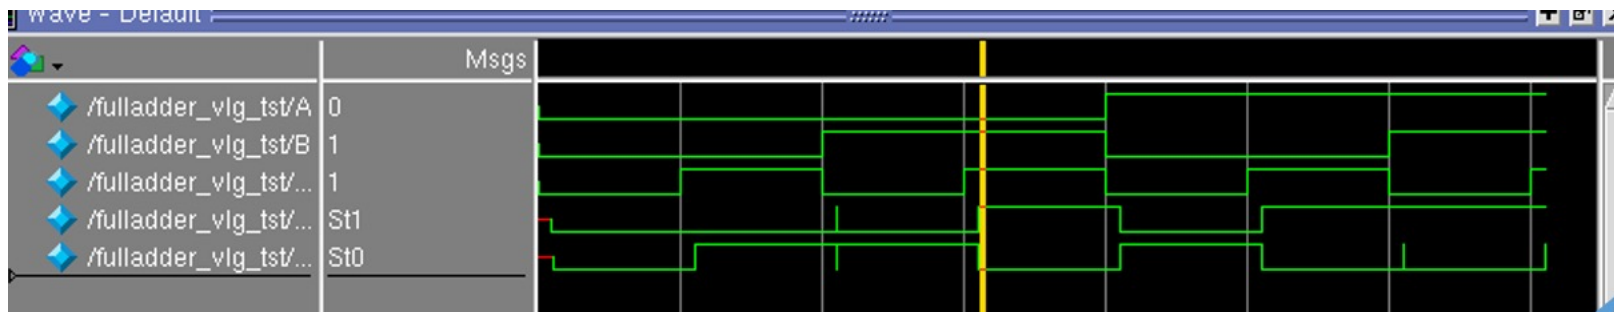 Wave - Default
Msgs
/fulladder_vlg_tst/A 0
/fulladder_vlg_tst/B 1
/fulladder_vlg_tst/... 1
/fulladder_vlg_tst/... St1
/fulladder_vlg_tst/... St0